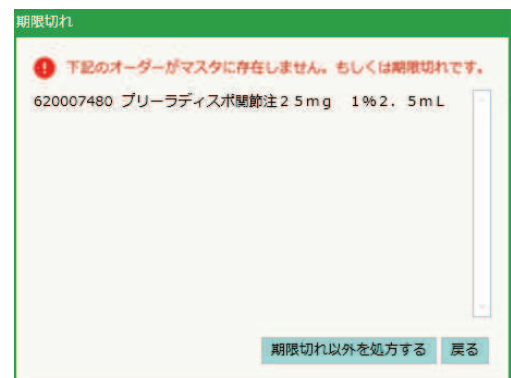 期限切れ
下記のオーダーがマスタに存在しません。もしくは期限切れです。
620007480 プリーラディスポ関節注２５ｍｇ　１％２．５ｍＬ
期限切れ以外を処方する 戻る